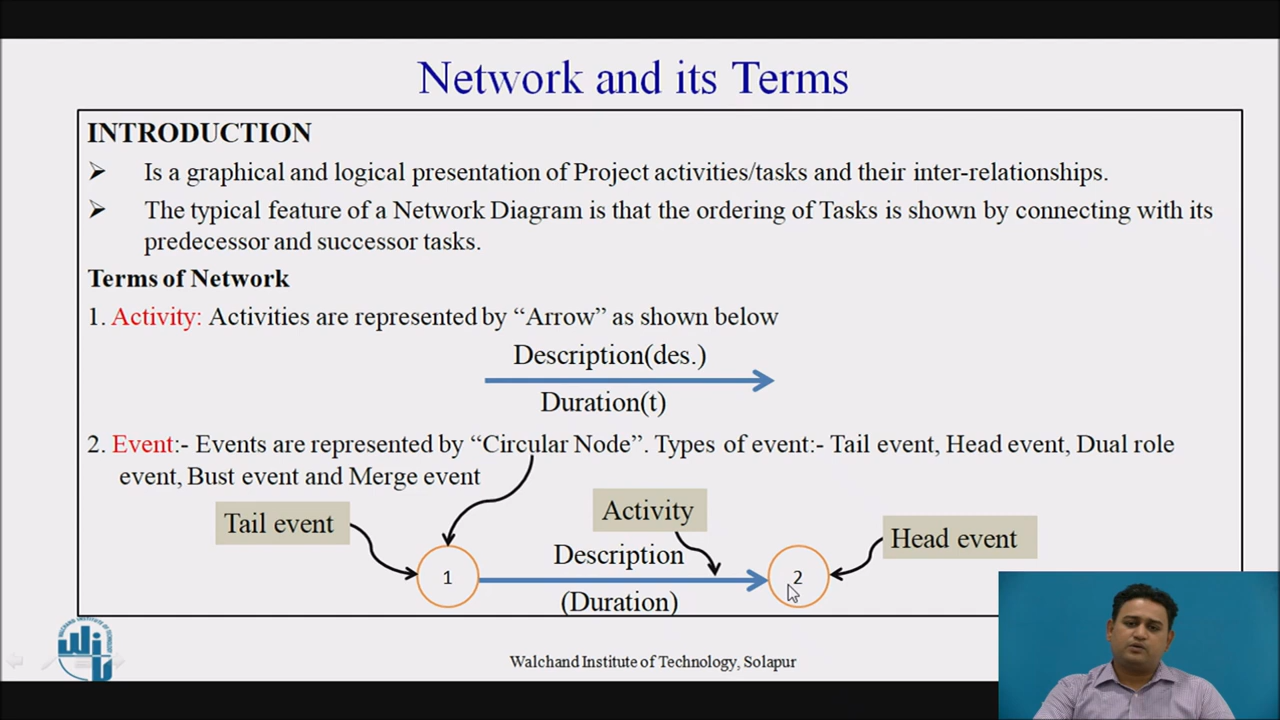 Network and its Terms
INTRODUCTION
➢ Is a graphical and logical presentation of Project activities/tasks and their inter-relationships.
➢ The typical feature of a Network Diagram is that the ordering of Tasks is shown by connecting with its
predecessor and successor tasks.
Terms of Network
1. Activity: Activities are represented by “Arrow” as shown below
Description(des.)
Duration(t)
2. Event:- Events are represented by “Circular Node”. Types of event:- Tail event, Head event, Dual role
event, Bust event and Merge event
Tail event
Activity
Head event
Description
1
2
(Duration)
WALCHAND INSTITUTE OF TECHNOLOGY
Walchand Institute of Technology, Solapur